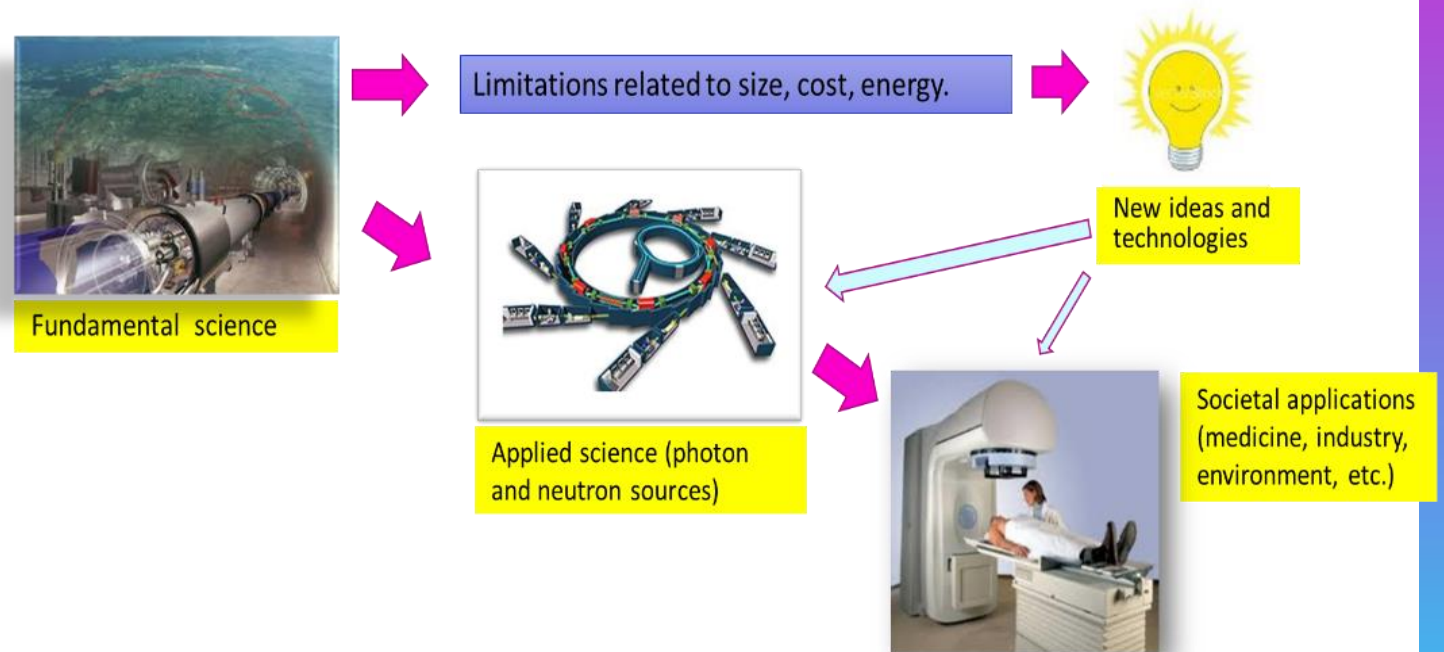 Limitations related to size, cost, energy.
New ideas and
technologies
Fundamental science
Applied science (photon
and neutron sources)
Societal applications
(medicine, industry,
environment, etc.)